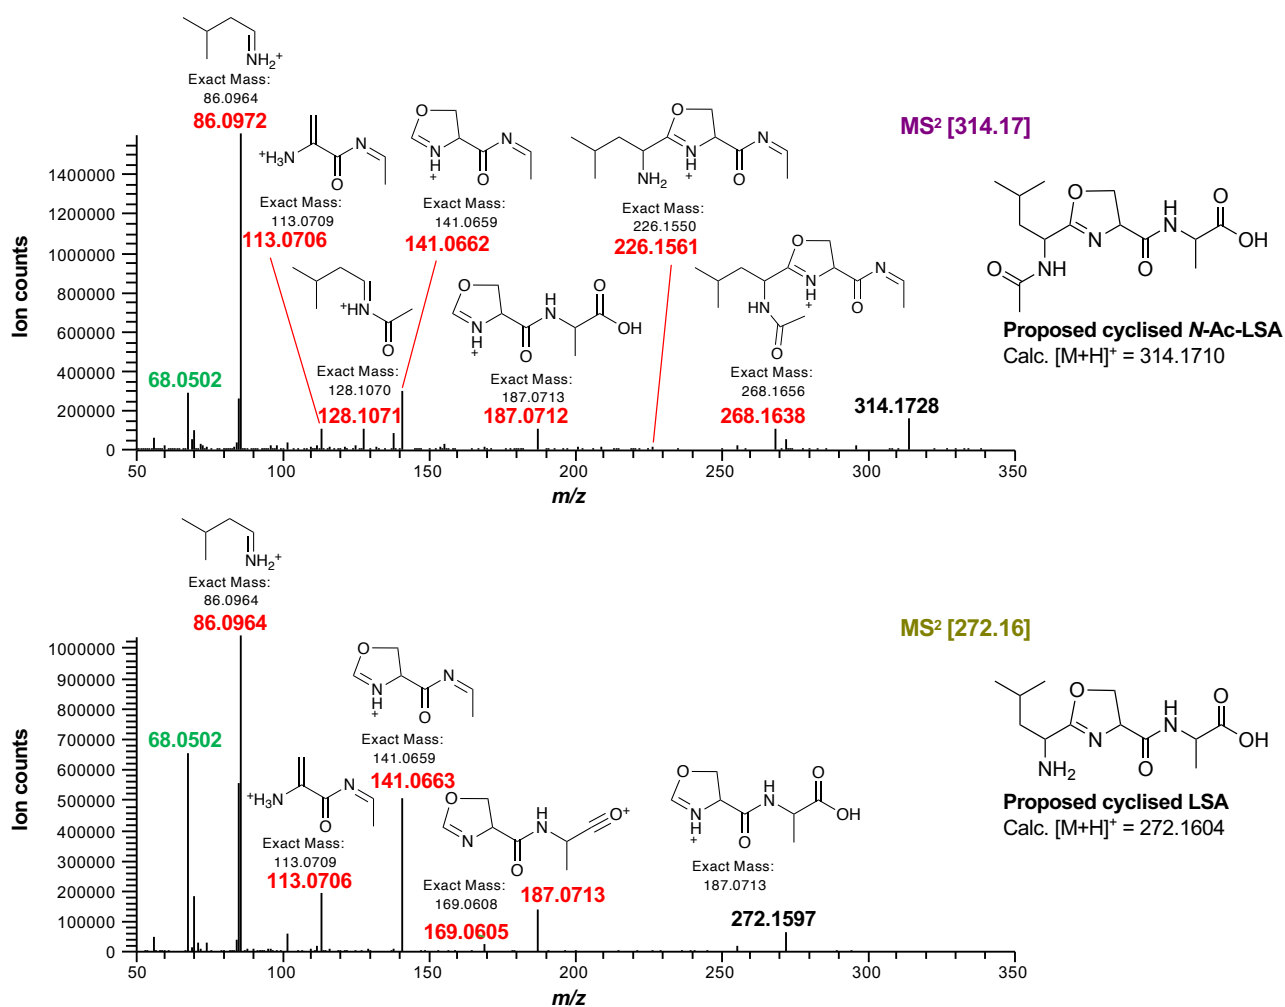 NH2+
Exact Mass:
86.0964
86.0972
MS2 [314.17]
+H3N
N
O
Exact Mass:
113.0709
113.0706
O
N
H
+
O
N
Exact Mass:
141.0659
141.0662
O
N
H
+
NH2
O
N
Exact Mass:
226.1550
226.1561
+HN
O
Exact Mass:
128.1070
128.1071
O
N
H
+
O
H
N
O
OH
Exact Mass:
187.0713
187.0712
O
N
H
+
HN
O
O
N
Exact Mass:
268.1656
268.1638
314.1728
68.0502
O
N
NH
O
O
H
N
O
OH
Proposed cyclised N-Ac-LSA
Calc. [M+H]+ = 314.1710
Ion counts
1400000
1200000
1000000
800000
600000
400000
200000
0
50 100 150 200 250 300 350
m/z
NH2+
Exact Mass:
86.0964
86.0964
MS2 [272.16]
68.0502
+H3N
N
O
Exact Mass:
113.0709
113.0706
O
N
H
+
O
N
Exact Mass:
141.0659
141.0663
O
N
O
H
N
O+
Exact Mass:
169.0608
169.0605
187.0713
O
N
H
+
O
H
N
O
OH
Exact Mass:
187.0713
272.1597
O
N
NH2
O
H
N
O
OH
Proposed cyclised LSA
Calc. [M+H]+ = 272.1604
Ion counts
1000000
900000
800000
700000
600000
500000
400000
300000
200000
100000
0
50 100 150 200 250 300 350
m/z